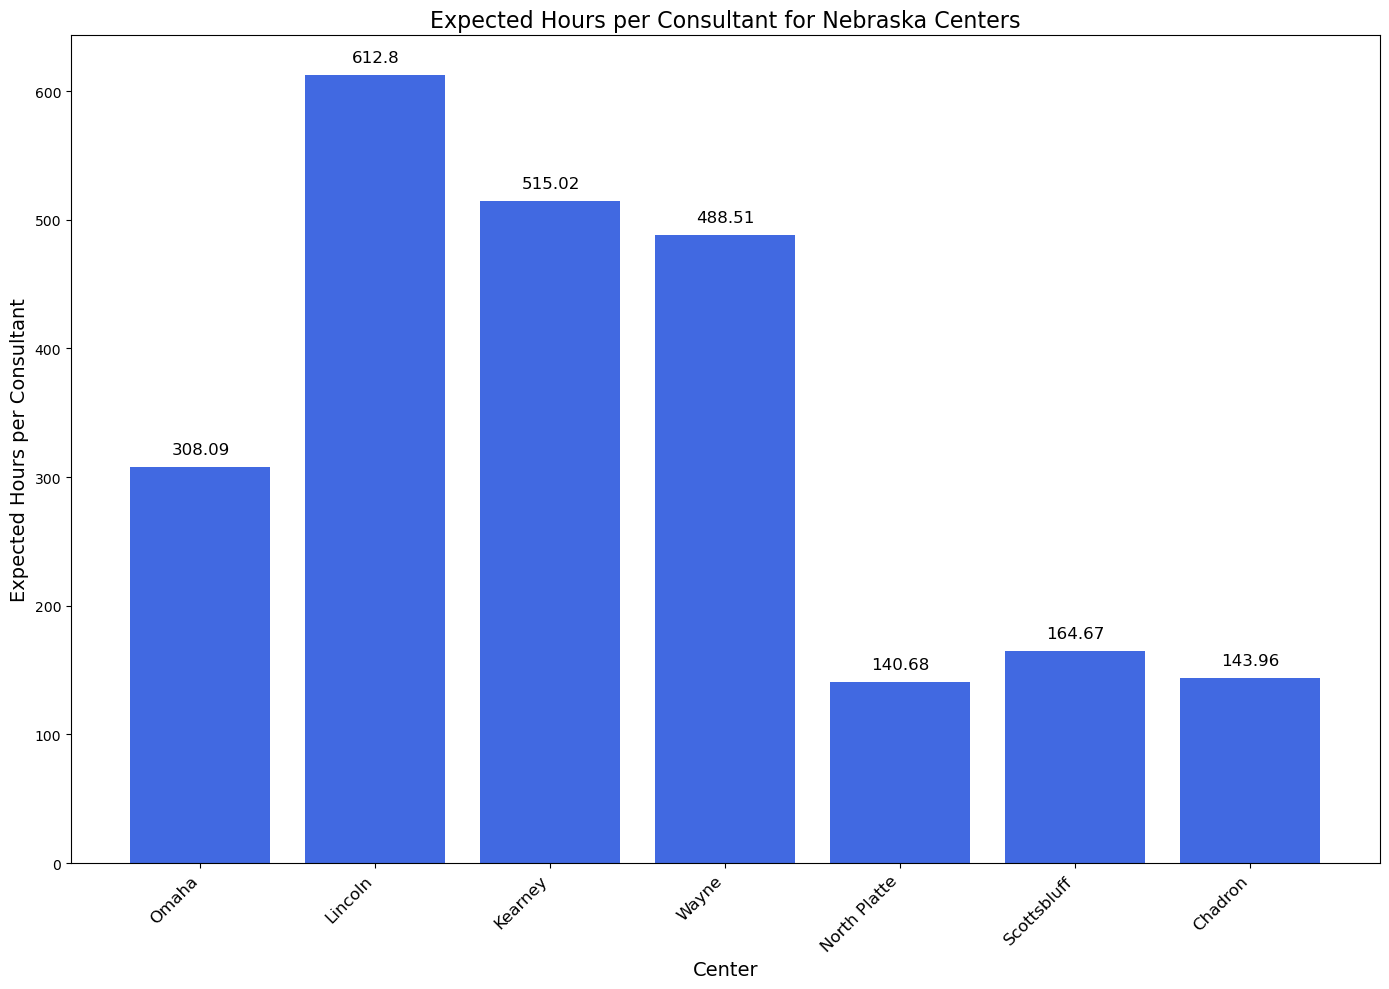 Expected Hours per Consultant for Nebraska Centers
Expected Hours per Consultant
600
500
400
300
200
100
0
308.09
612.8
515.02
488.51
140.68
164.67
143.96
Omaha
Lincoln
Kearney
Wayne
North Platte
Scottsbluff
Chadron
Center